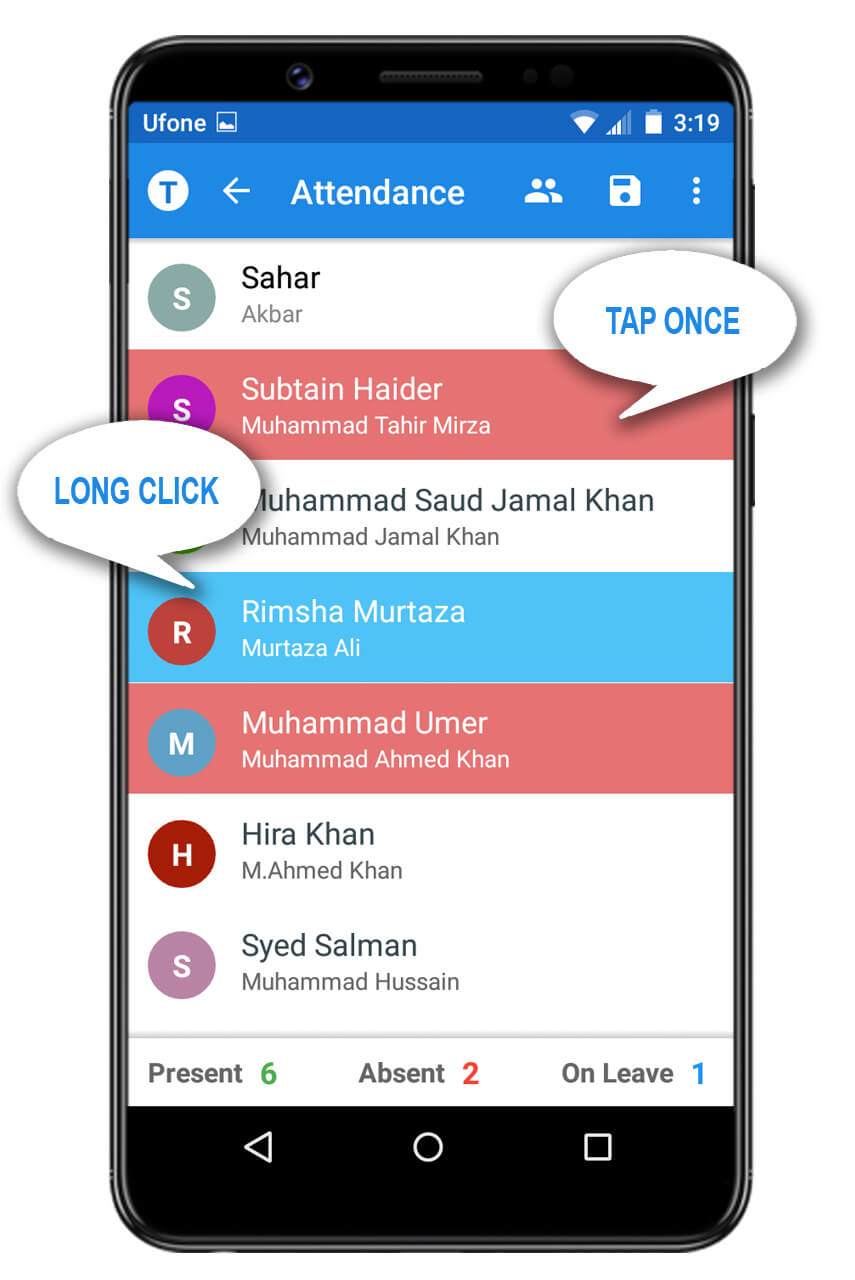 Ufone 3:19
T Attendance
S Sahar
Akbar
TAP ONCE
S Subtain Haider
Muhammad Tahir Mirza
LONG CLICK
Muhammad Saud Jamal Khan
Muhammad Jamal Khan
R Rimsha Murtaza
Murtaza Ali
M Muhammad Umer
Muhammad Ahmed Khan
H Hira Khan
M.Ahmed Khan
S Syed Salman
Muhammad Hussain
Present 6 Absent 2 On Leave 1